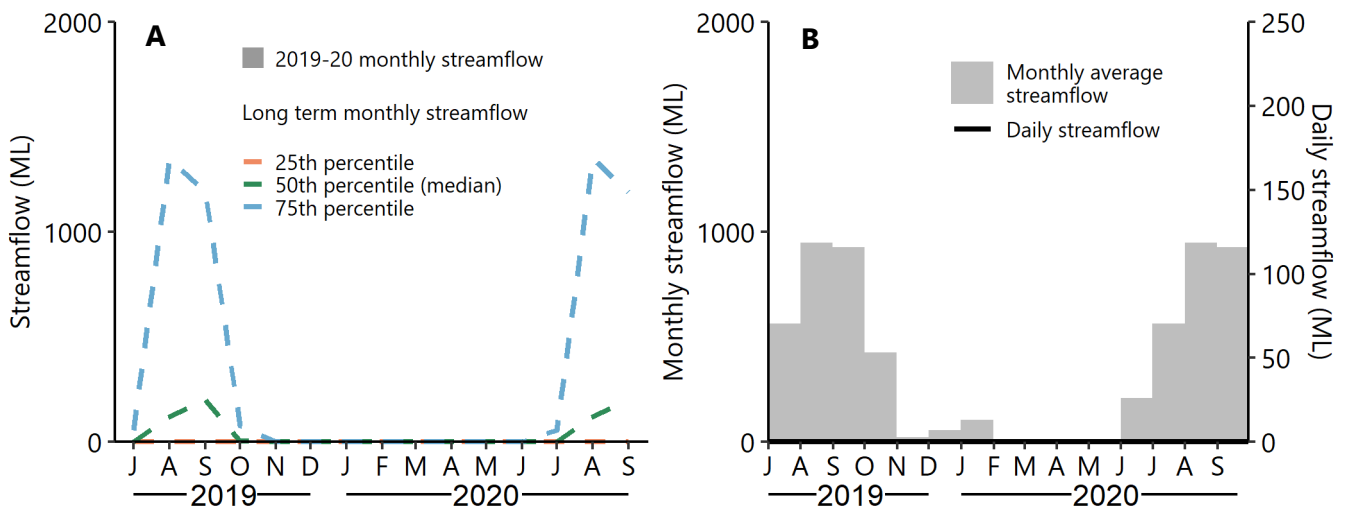 A
2000
1000
0
Streamflow (ML)
2019-20 monthly streamflow
Long term monthly streamflow
25th percentile
50th percentile (median)
75th percentile
J A S O N D J F M A M J J A S
2019 2020
B
2000
1000
0
Monthly streamflow (ML)
Monthly average
streamflow
Daily streamflow
250
200
150
100
50
0
Daily streamflow (ML)
J A S O N D J F M A M J J A S
2019 2020